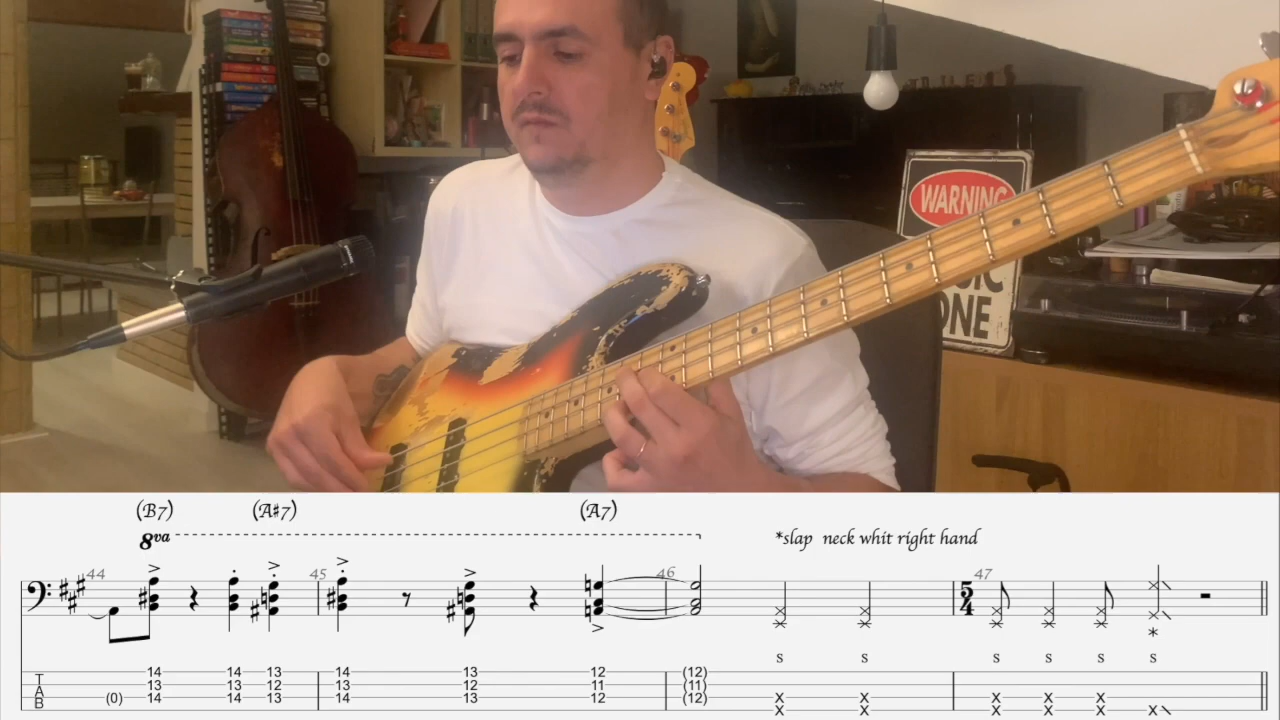 WARNING
MUSIC
ZONE
(B7) (A♯7) (A7)
8va *slap neck whit right hand
44 45 46 47
5
4
s s s s s s
T 14 14 13 14 13 12 (12)
A 13 13 12 13 12 11 (11)
B (0) 14 14 13 14 13 12 (12) x x x x x
x x x x x x